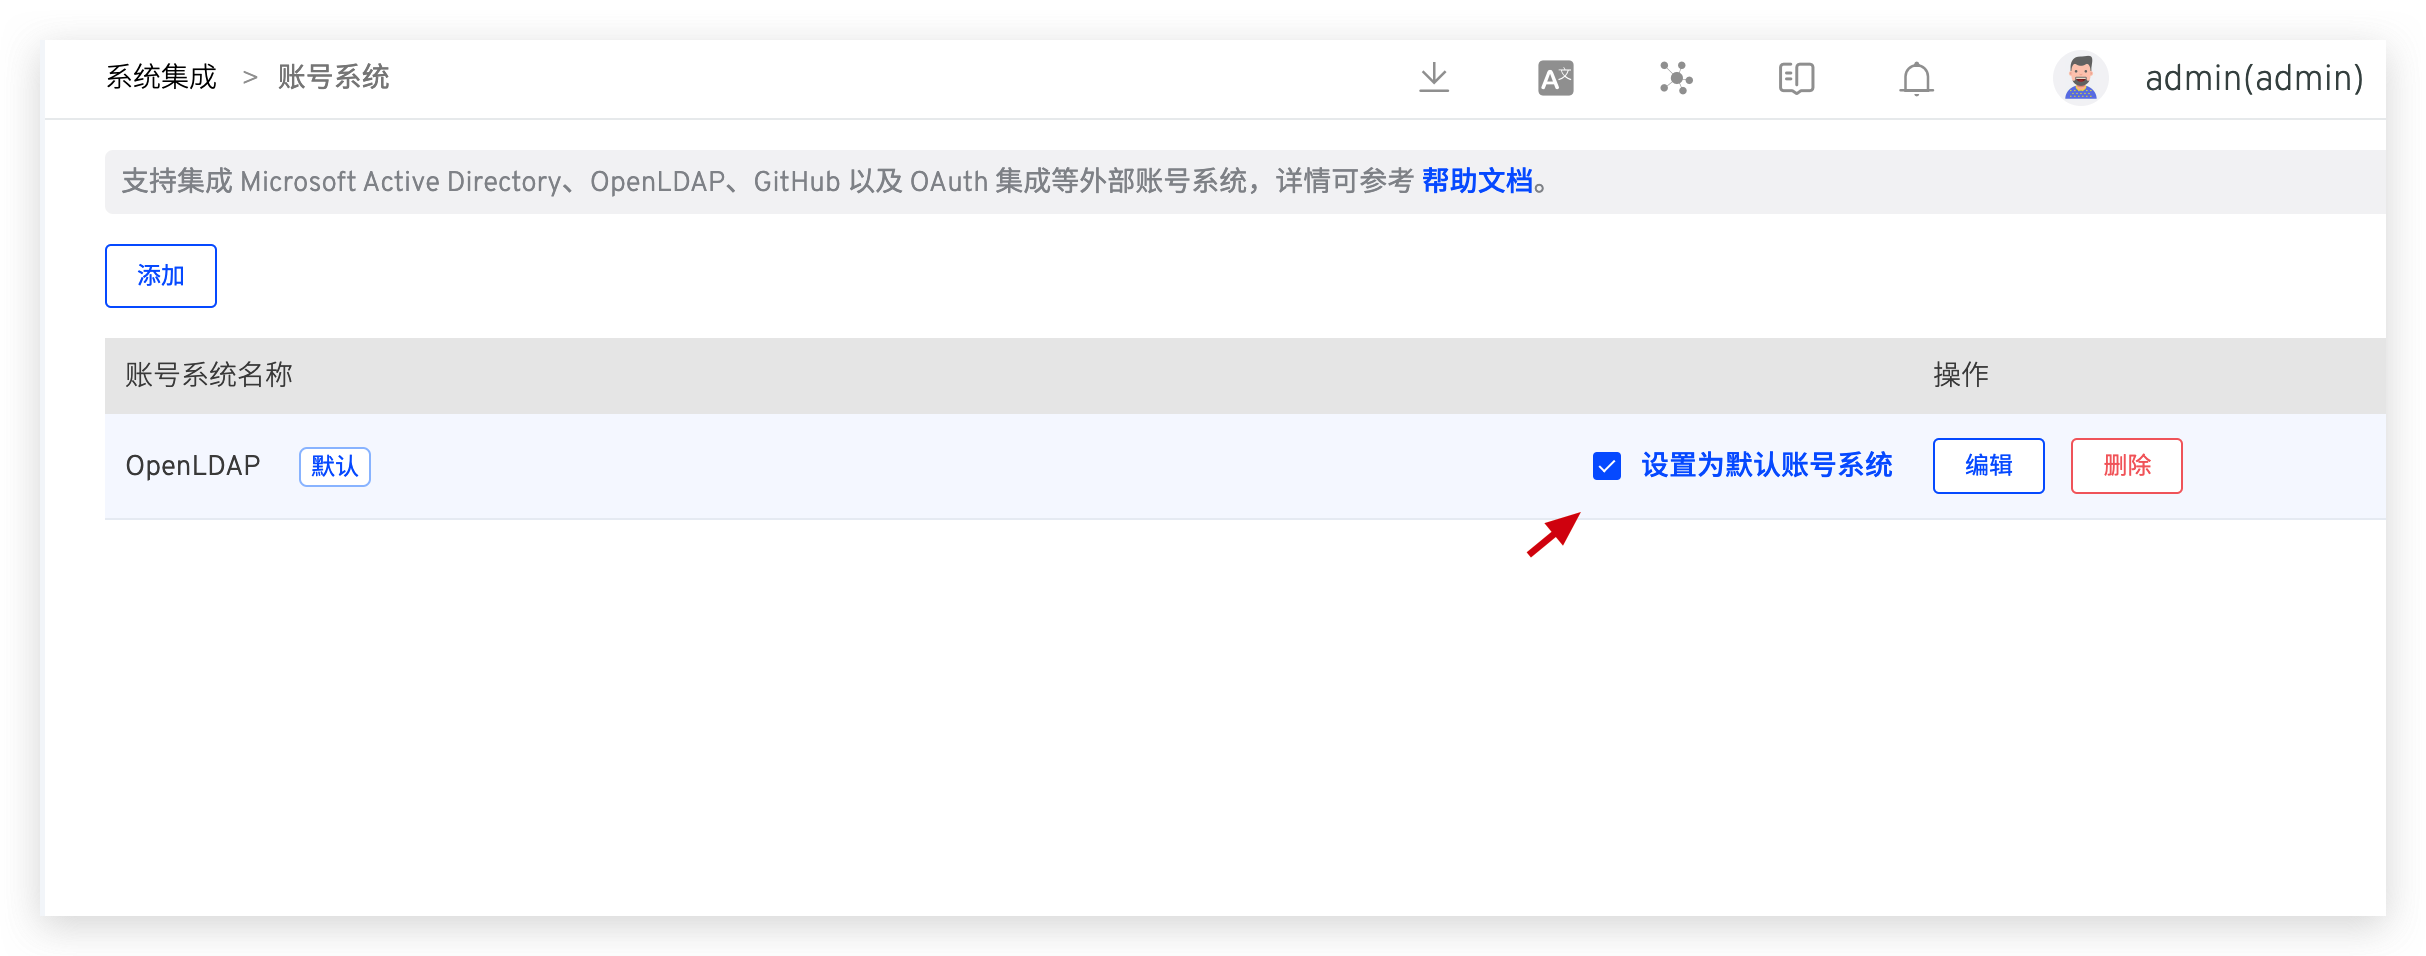 系统集成 > 账号系统
A文
admin(admin)
支持集成 Microsoft Active Directory、OpenLDAP、GitHub 以及 OAuth 集成等外部账号系统，详情可参考 帮助文档。
添加
账号系统名称 操作
OpenLDAP 默认 设置为默认账号系统 编辑 删除